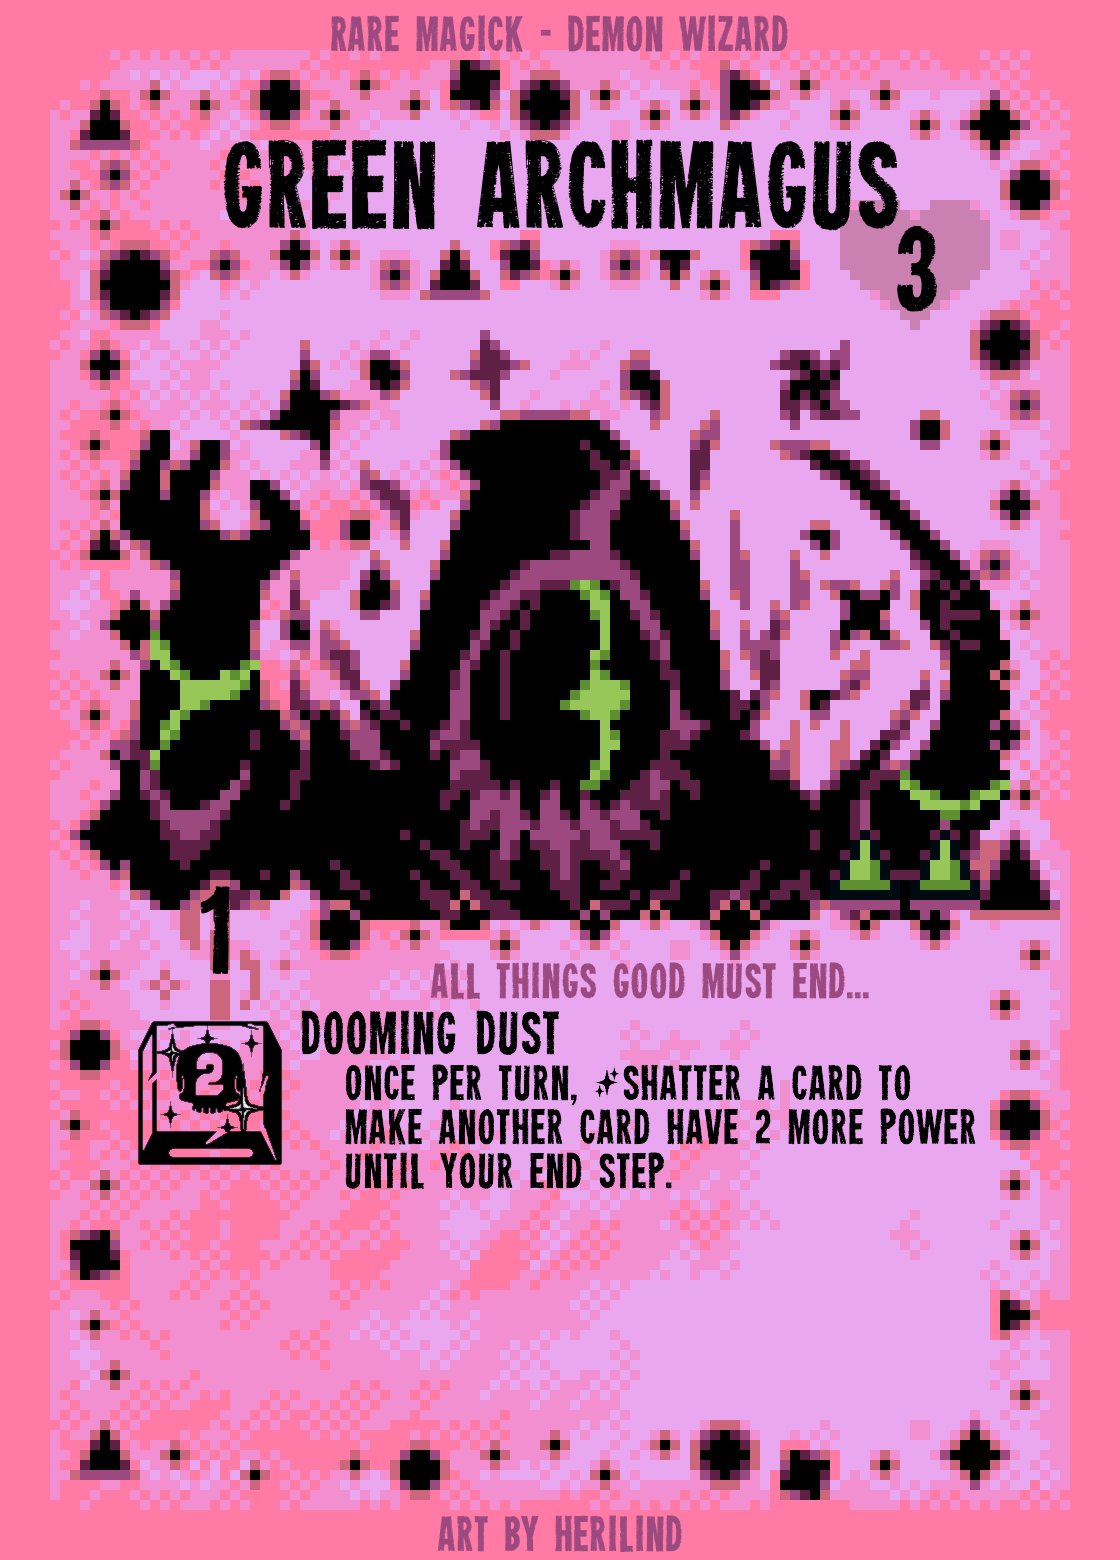 RARE MAGICK - DEMON WIZARD
GREEN ARCHMAGUS
3
1
ALL THINGS GOOD MUST END...
DOOMING DUST
2
ONCE PER TURN, SHATTER A CARD TO
MAKE ANOTHER CARD HAVE 2 MORE POWER
UNTIL YOUR END STEP.
ART BY HERILIND